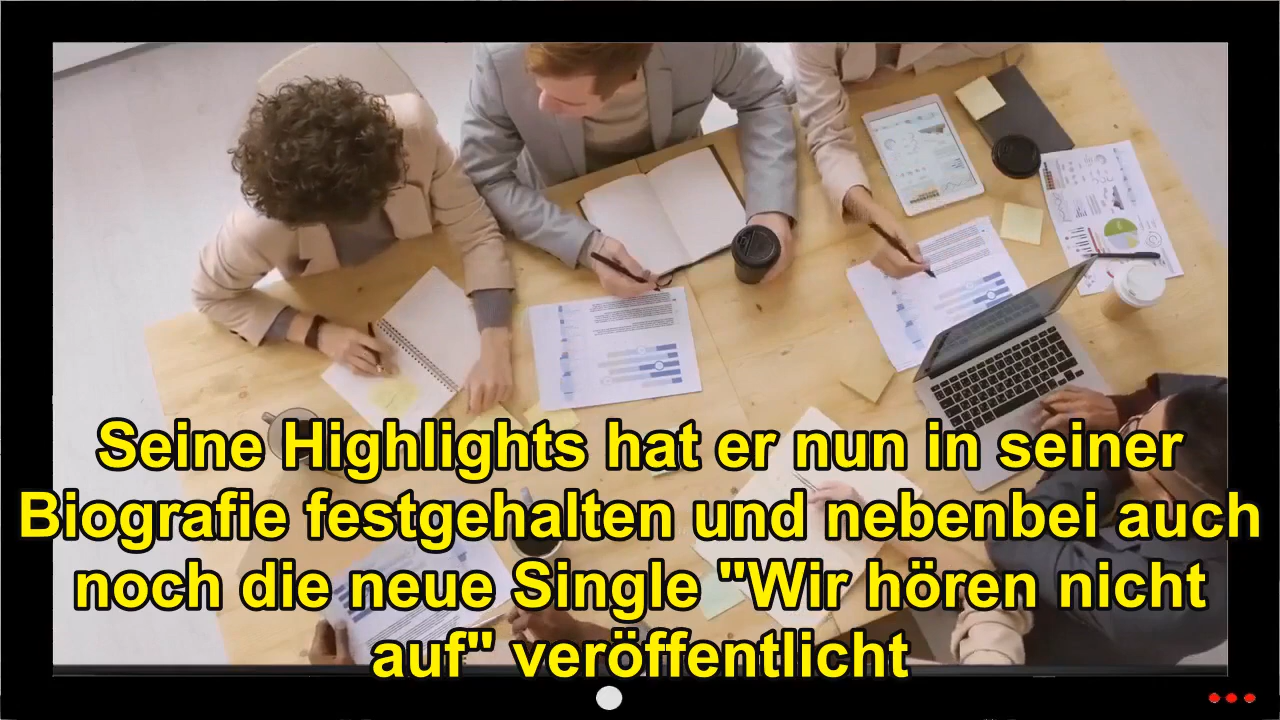 Seine Highlights hat er nun in seiner
Biografie festgehalten und nebenbei auch
noch die neue Single "Wir hören nicht
auf" veröffentlicht